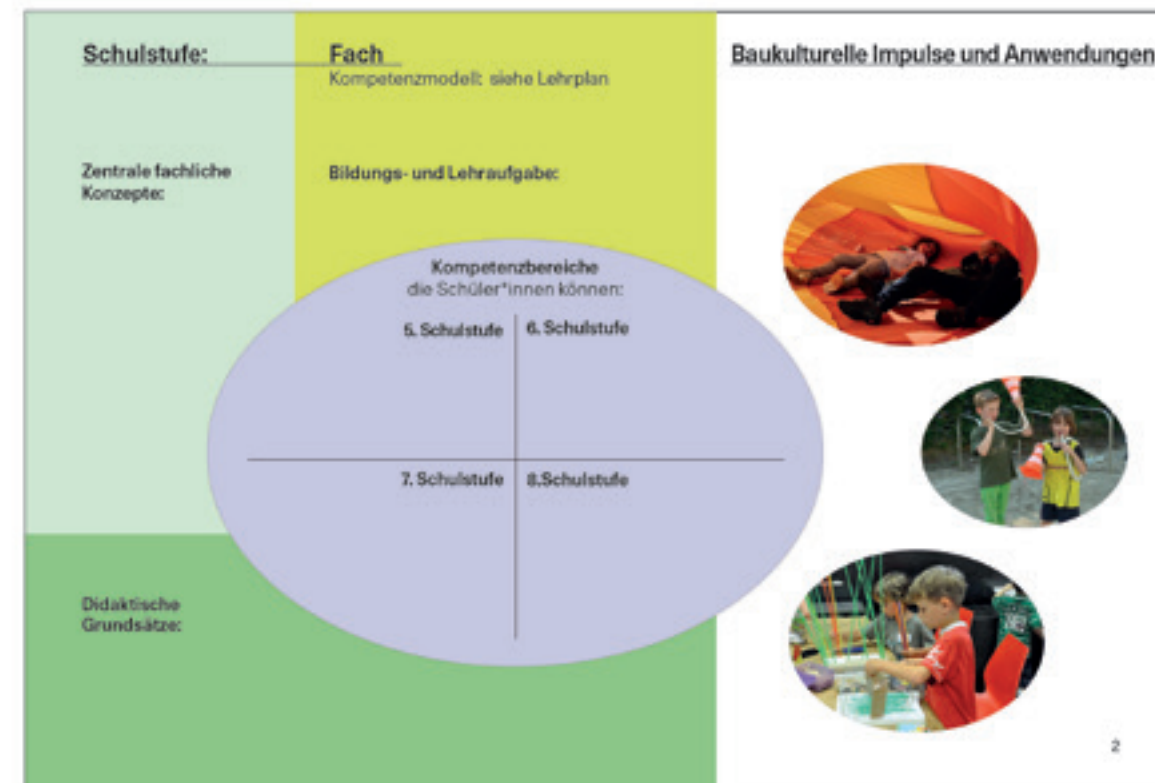 Schulstufe:
Fach
Kompetenzmodell: siehe Lehrplan
Baukulturelle Impulse und Anwendungen
Zentrale fachliche
Konzepte:
Bildungs- und Lehraufgabe:
Kompetenzbereiche
die Schüler*innen können:
5. Schulstufe
6. Schulstufe
7. Schulstufe
8.Schulstufe
Didaktische
Grundsätze:
2